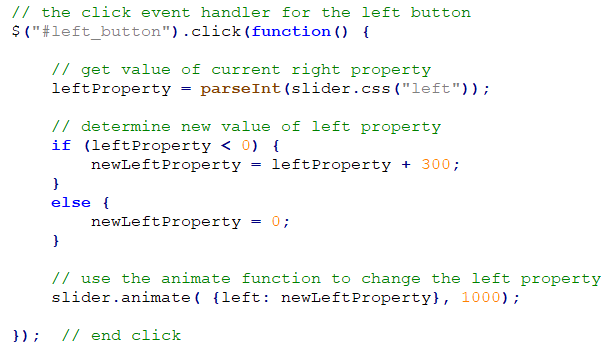 // the click event handler for the left button
$("#left_button").click(function() {
// get value of current right property
leftProperty = parseInt(slider.css("left"));
// determine new value of left property
if (leftProperty < 0) {
newLeftProperty = leftProperty + 300;
}
else {
newLeftProperty = 0;
}
// use the animate function to change the left property
slider.animate( {left: newLeftProperty}, 1000);
});  // end click